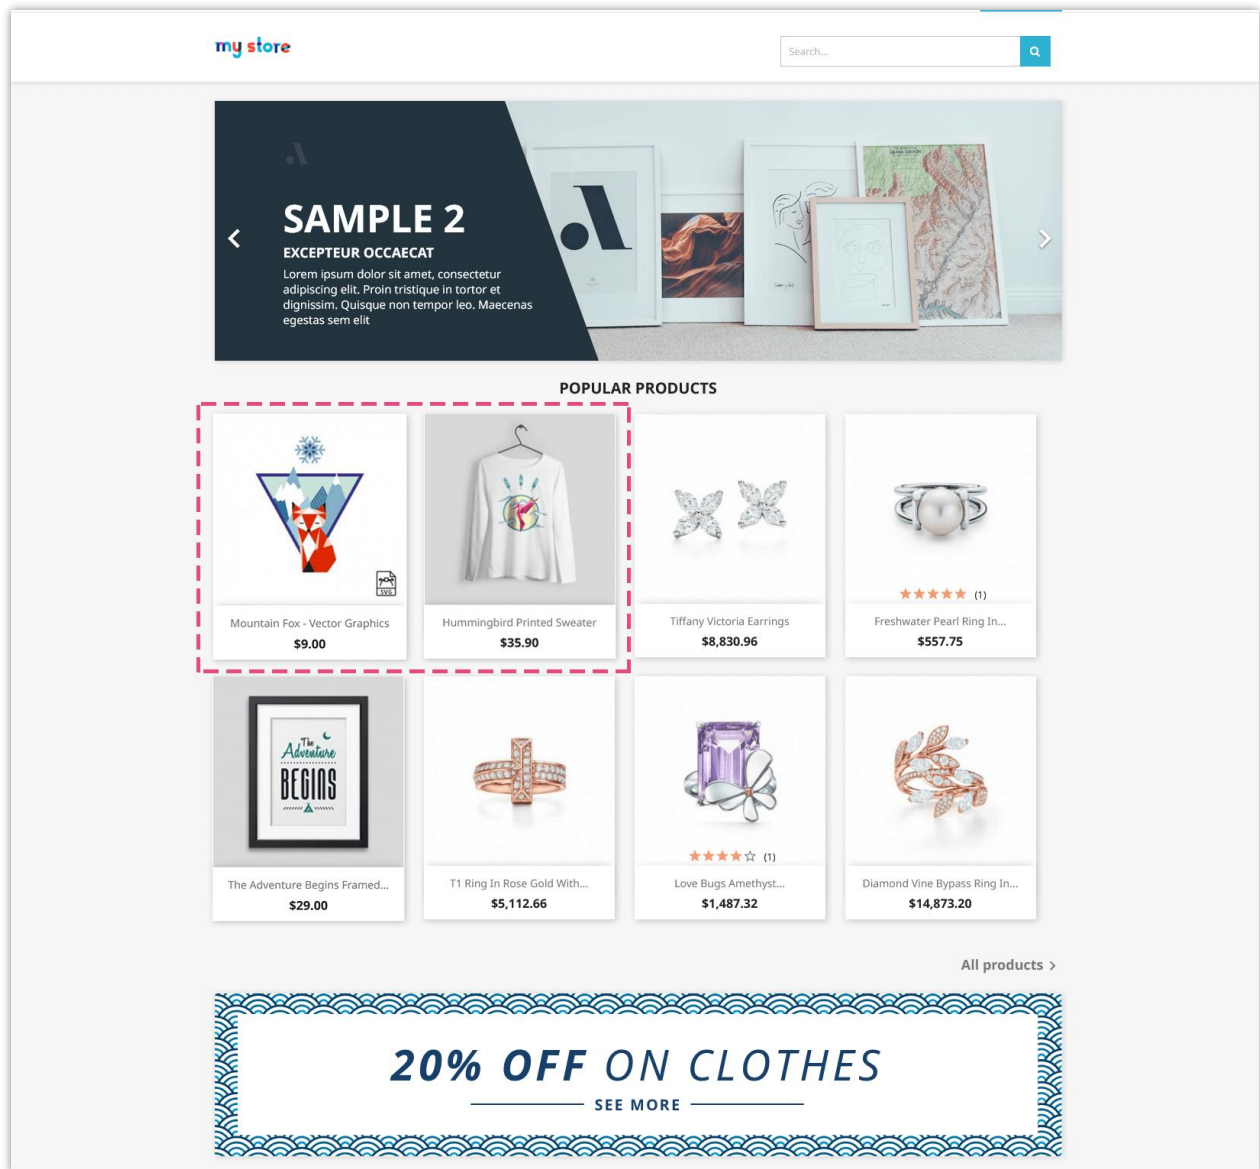 my store
Search...
SAMPLE 2
EXCEPTEUR OCCAECAT
Lorem ipsum dolor sit amet, consectetur
adipiscing elit. Proin tristique in tortor et
dignissim. Quisque non tempor leo. Maecenas
egestas sem elit
GRAND CANYON
POPULAR PRODUCTS
SVG
Mountain Fox - Vector Graphics
$9.00
Hummingbird Printed Sweater
$35.90
Tiffany Victoria Earrings
$8,830.96
(1)
Freshwater Pearl Ring In...
$557.75
The
Adventure
BEGINS
The Adventure Begins Framed...
$29.00
T1 Ring In Rose Gold With...
$5,112.66
(1)
Love Bugs Amethyst...
$1,487.32
Diamond Vine Bypass Ring In...
$14,873.20
All products
20% OFF ON CLOTHES
SEE MORE